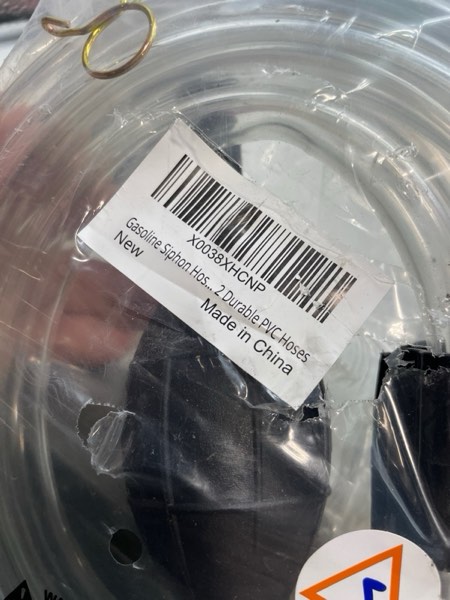 X0038XHCNP
Gasoline Siphon Hos... 2 Durable PVC Hoses
New
Made in China